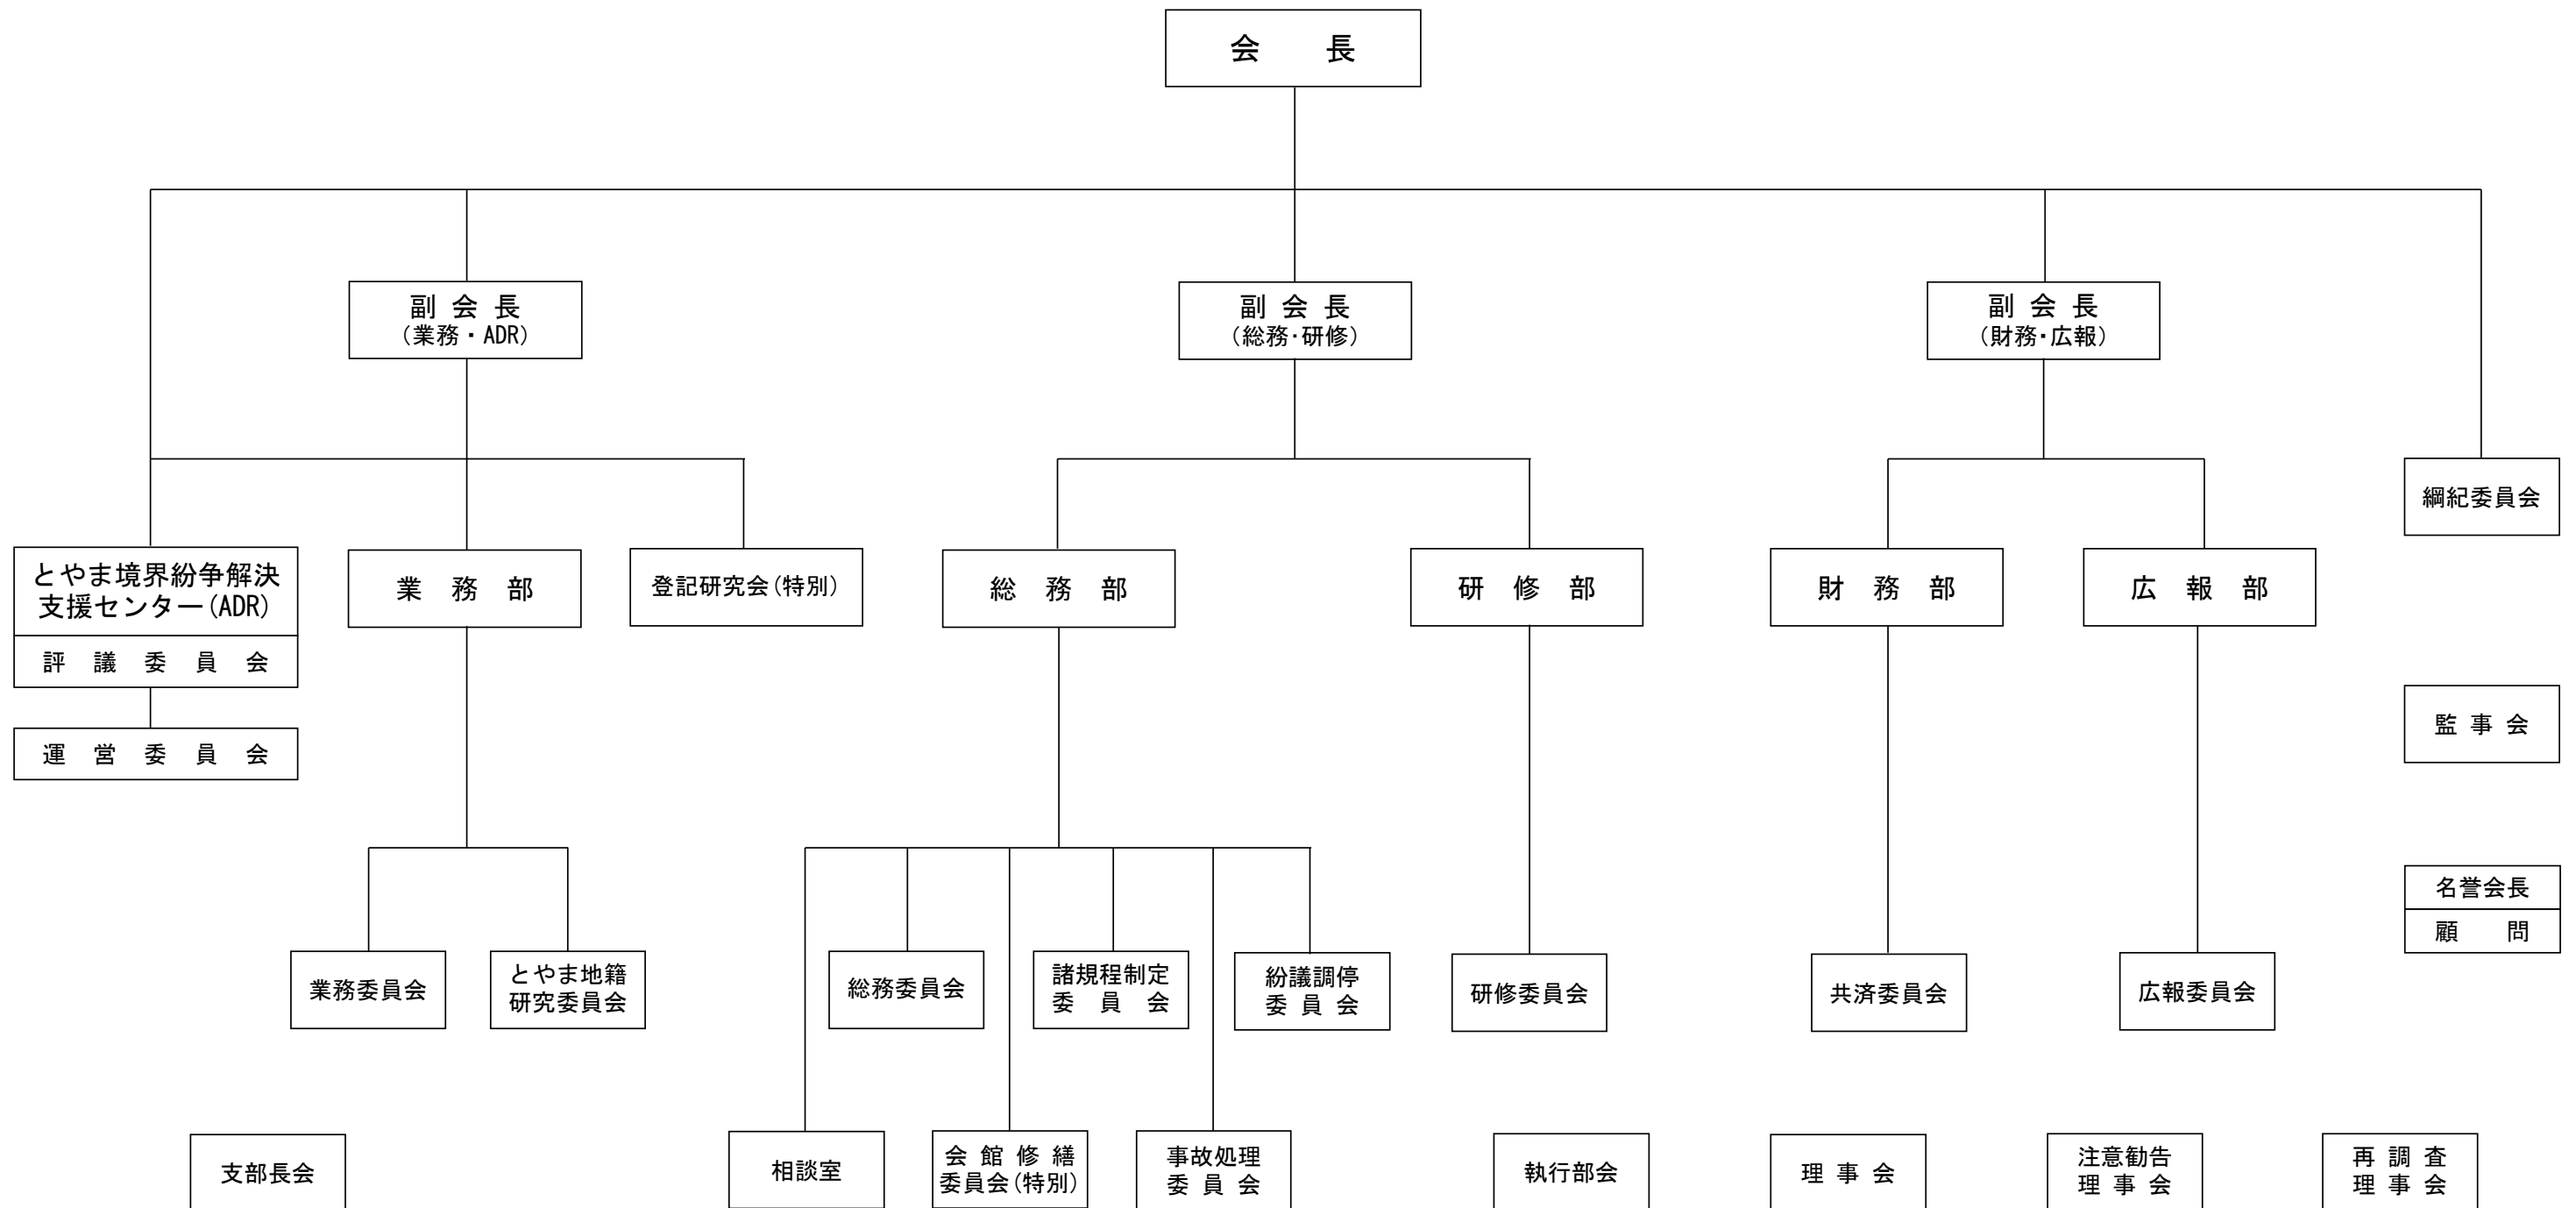 会　長
副会長
（業務・ADR）
副会長
（総務・研修）
副会長
（財務・広報）
綱紀委員会
とやま境界紛争解決
支援センター（ADR）
評議委員会
運営委員会
業務部
登記研究会（特別）
総務部
研修部
財務部
広報部
監事会
名誉会長
顧　問
業務委員会
とやま地籍
研究委員会
総務委員会
諸規程制定
委員会
紛議調停
委員会
研修委員会
共済委員会
広報委員会
支部長会
相談室
会館修繕
委員会（特別）
事故処理
委員会
執行部会
理事会
注意勧告
理事会
再調査
理事会